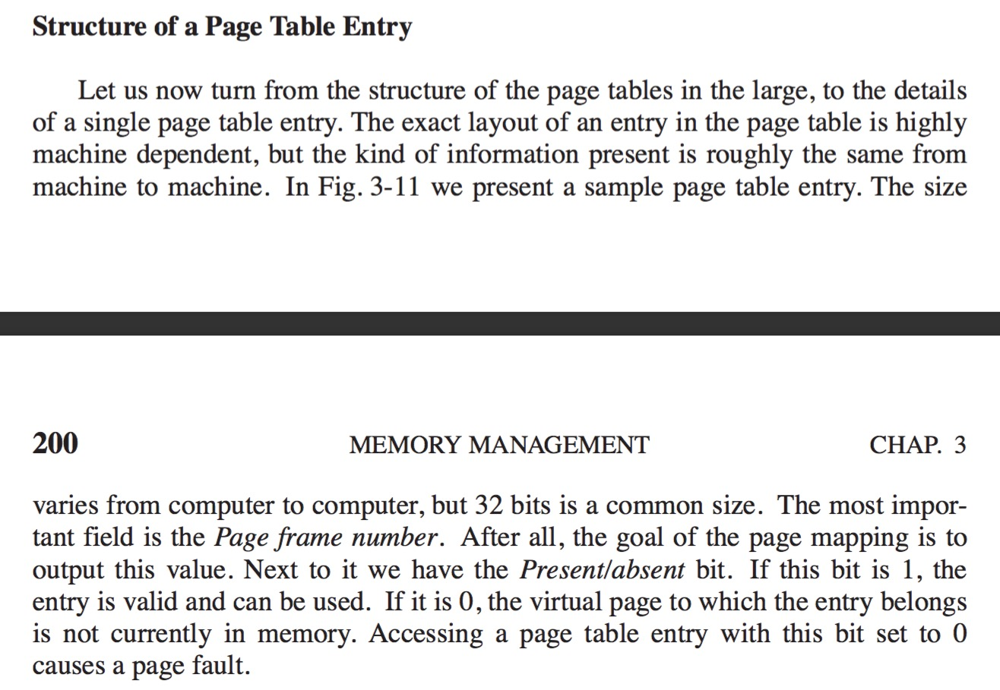 Structure of a Page Table Entry
Let us now turn from the structure of the page tables in the large, to the details
of a single page table entry. The exact layout of an entry in the page table is highly
machine dependent, but the kind of information present is roughly the same from
machine to machine. In Fig. 3-11 we present a sample page table entry. The size
200 MEMORY MANAGEMENT CHAP. 3
varies from computer to computer, but 32 bits is a common size. The most impor-
tant field is the Page frame number. After all, the goal of the page mapping is to
output this value. Next to it we have the Present/absent bit. If this bit is 1, the
entry is valid and can be used. If it is 0, the virtual page to which the entry belongs
is not currently in memory. Accessing a page table entry with this bit set to 0
causes a page fault.